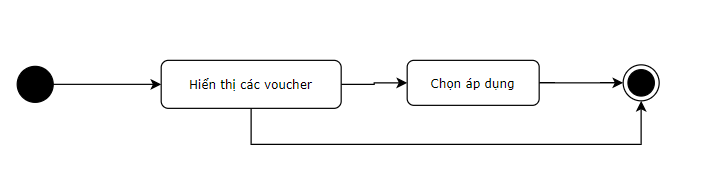 Hiển thị các voucher
Chọn áp dụng